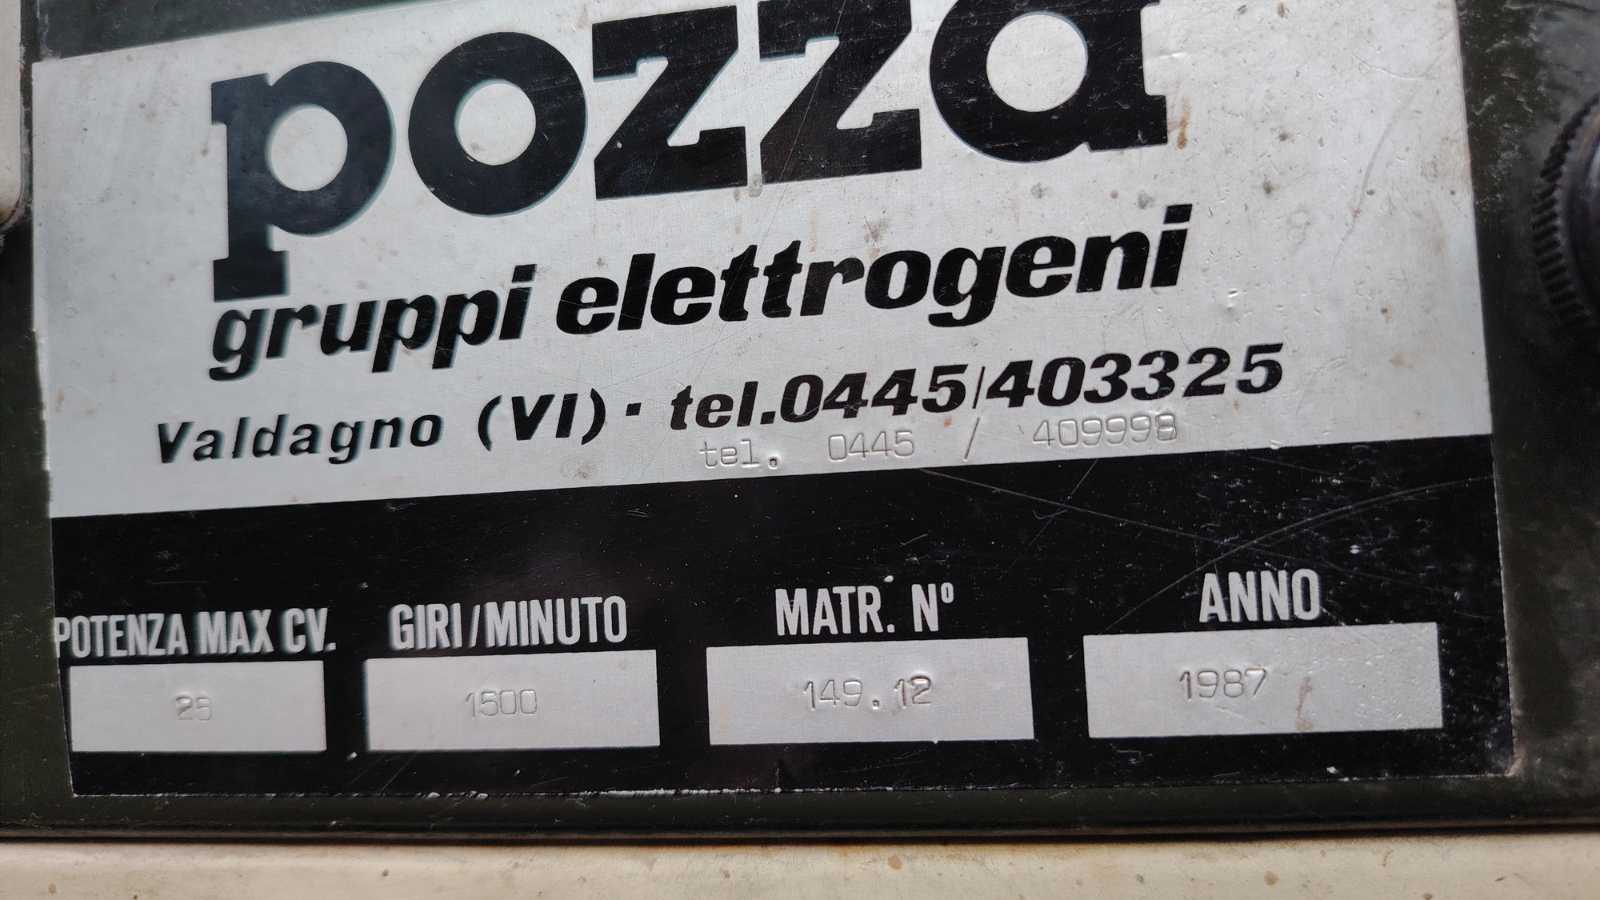 pozza
gruppi elettrogeni
Valdagno (VI) · tel.0445/403325
tel. 0445 / 409998
POTENZA MAX CV. GIRI/MINUTO MATR. Nº ANNO
25 1500 149.12 1987